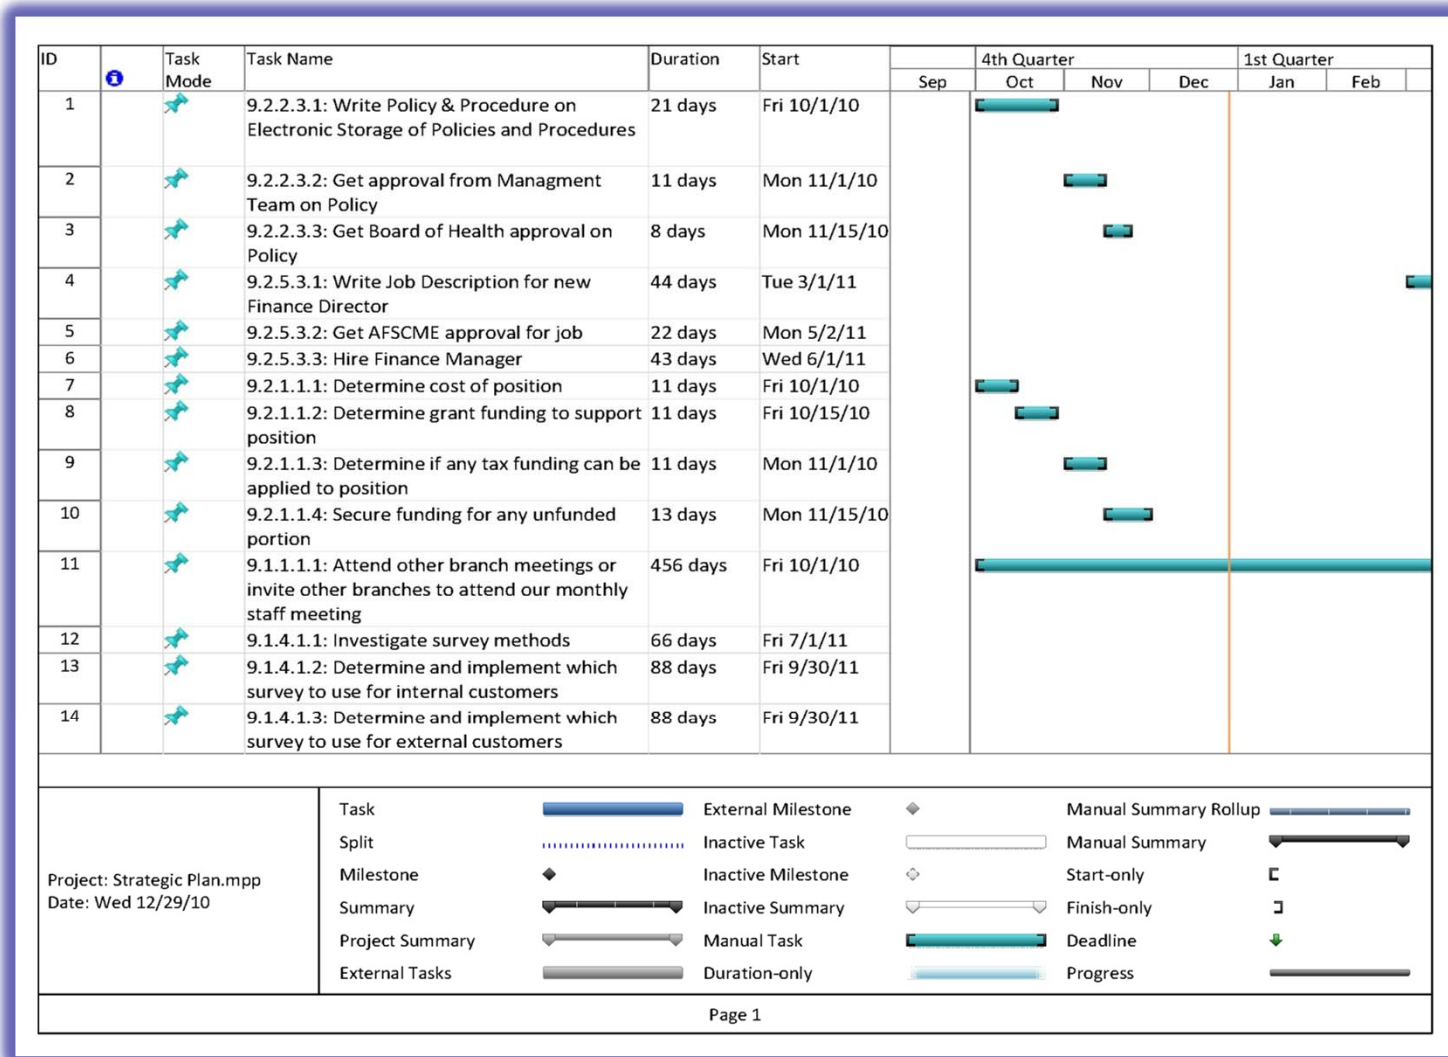 ID Task Mode Task Name Duration Start 4th Quarter 1st Quarter
Sep Oct Nov Dec Jan Feb
1 9.2.2.3.1: Write Policy & Procedure on 21 days Fri 10/1/10
Electronic Storage of Policies and Procedures
2 9.2.2.3.2: Get approval from Managment 11 days Mon 11/1/10
Team on Policy
3 9.2.2.3.3: Get Board of Health approval on 8 days Mon 11/15/10
Policy
4 9.2.5.3.1: Write Job Description for new 44 days Tue 3/1/11
Finance Director
5 9.2.5.3.2: Get AFSCME approval for job 22 days Mon 5/2/11
6 9.2.5.3.3: Hire Finance Manager 43 days Wed 6/1/11
7 9.2.1.1.1: Determine cost of position 11 days Fri 10/1/10
8 9.2.1.1.2: Determine grant funding to support 11 days Fri 10/15/10
position
9 9.2.1.1.3: Determine if any tax funding can be 11 days Mon 11/1/10
applied to position
10 9.2.1.1.4: Secure funding for any unfunded 13 days Mon 11/15/10
portion
11 9.1.1.1.1: Attend other branch meetings or 456 days Fri 10/1/10
invite other branches to attend our monthly
staff meeting
12 9.1.4.1.1: Investigate survey methods 66 days Fri 7/1/11
13 9.1.4.1.2: Determine and implement which 88 days Fri 9/30/11
survey to use for internal customers
14 9.1.4.1.3: Determine and implement which 88 days Fri 9/30/11
survey to use for external customers
Project: Strategic Plan.mpp
Date: Wed 12/29/10
Task External Milestone Manual Summary Rollup
Split Inactive Task Manual Summary
Milestone Inactive Milestone Start-only
Summary Inactive Summary Finish-only
Project Summary Manual Task Deadline
External Tasks Duration-only Progress
Page 1